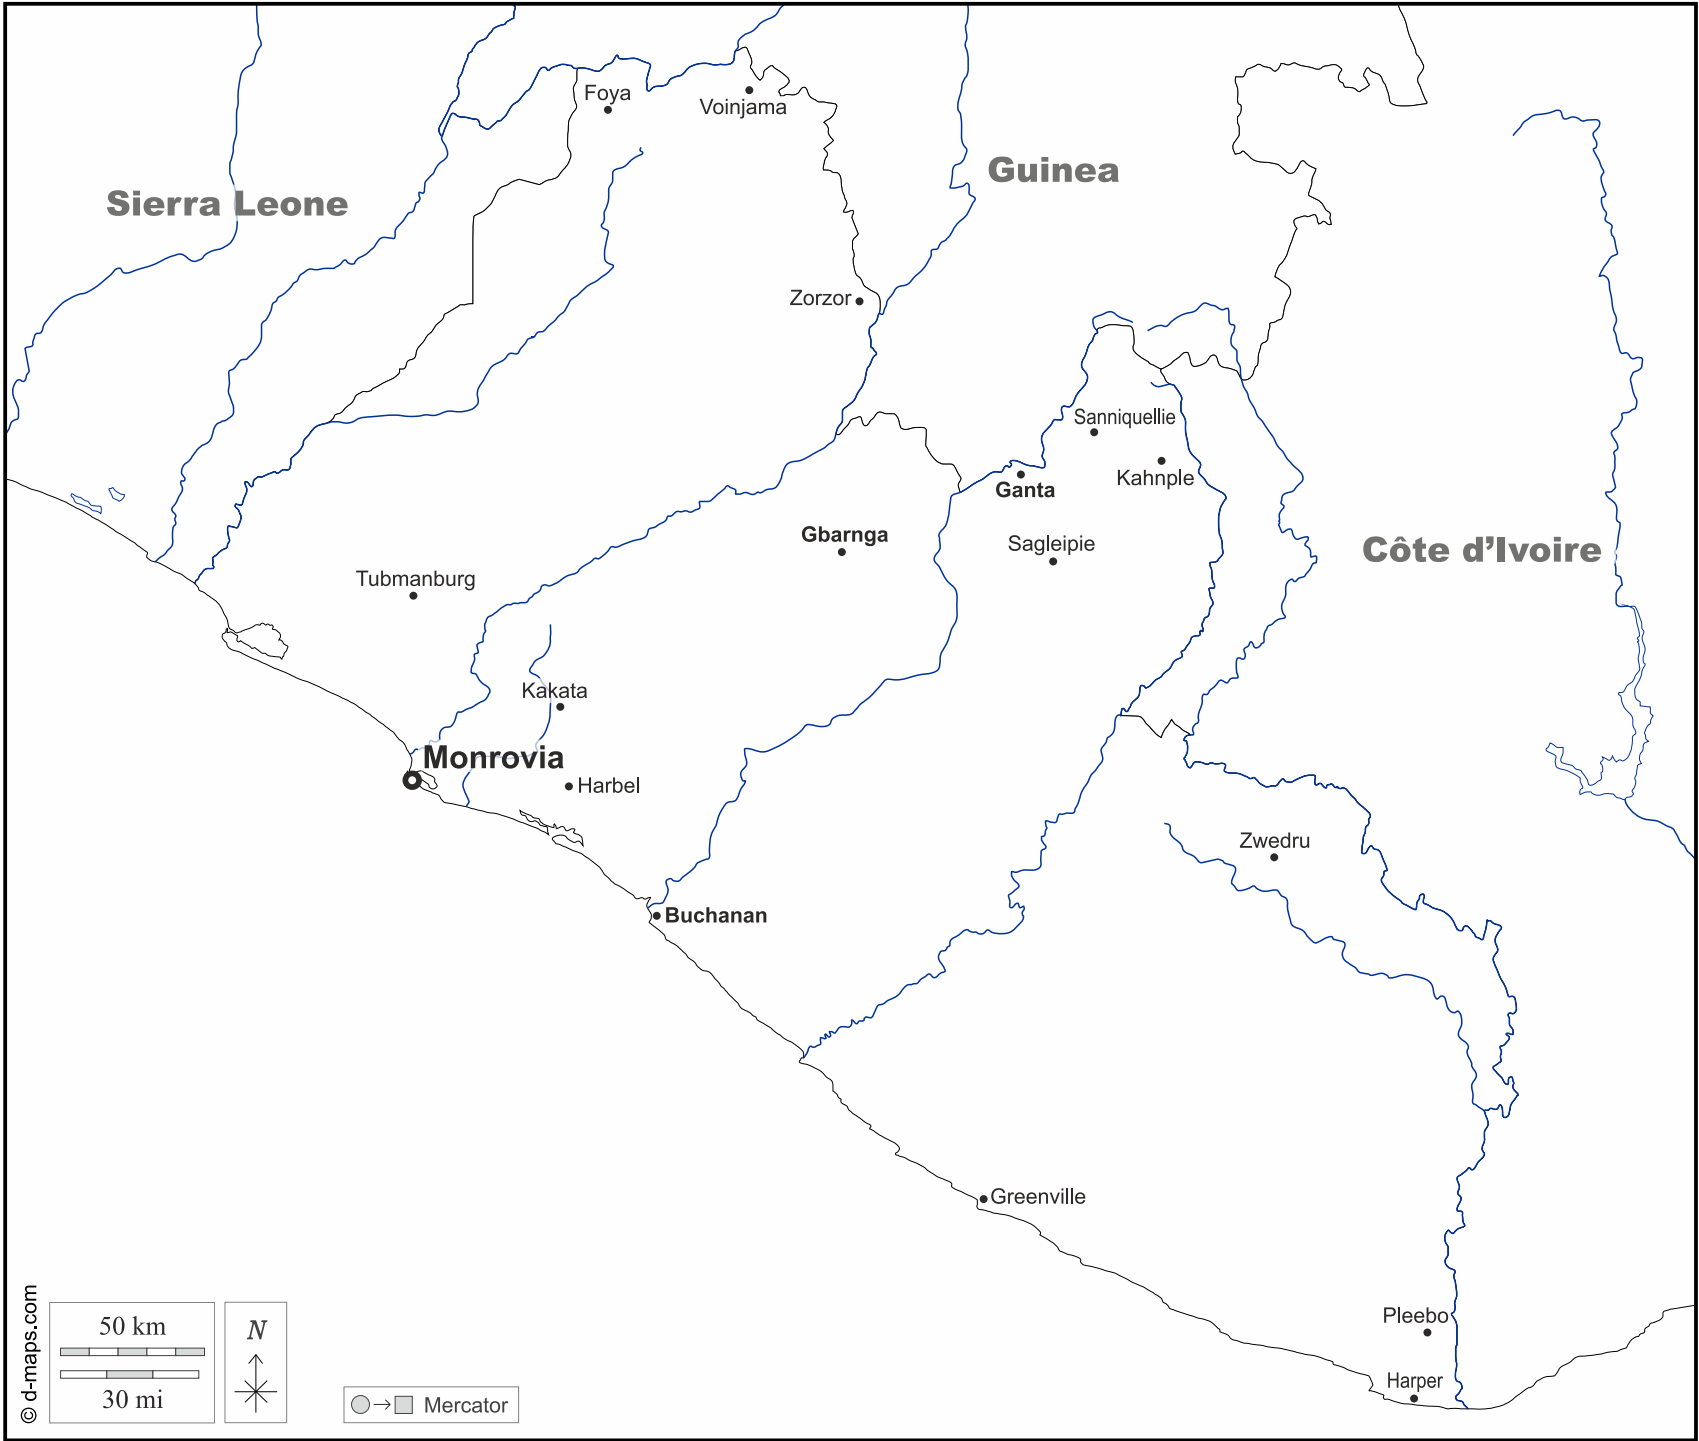 Foya
Voinjama
Guinea
Sierra Leone
Zorzor
Sanniquellie
Kahnple
Ganta
Gbarnga
Sagleipie
Côte d’Ivoire
Tubmanburg
Kakata
Monrovia
Harbel
Zwedru
Buchanan
Greenville
Pleebo
Harper
© d-maps.com
50 km
30 mi
N
Mercator